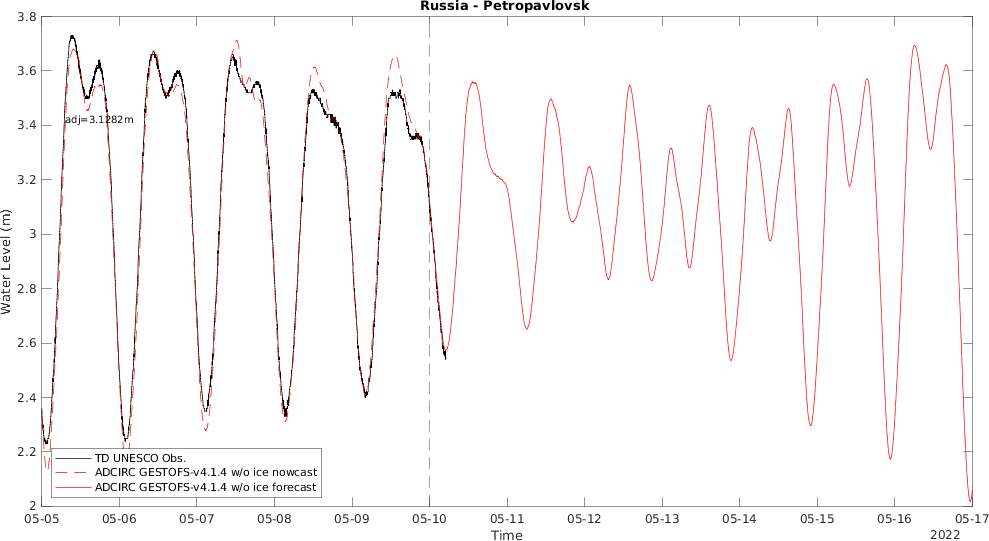 Russia - Petropavlovsk
Water Level (m)
3.8
3.6
3.4
3.2
3
2.8
2.6
2.4
2.2
2
adj=3.1282m
TD UNESCO Obs.
ADCIRC GESTOFS-v4.1.4 w/o ice nowcast
ADCIRC GESTOFS-v4.1.4 w/o ice forecast
05-05 05-06 05-07 05-08 05-09 05-10 05-11 05-12 05-13 05-14 05-15 05-16 05-17
Time
2022